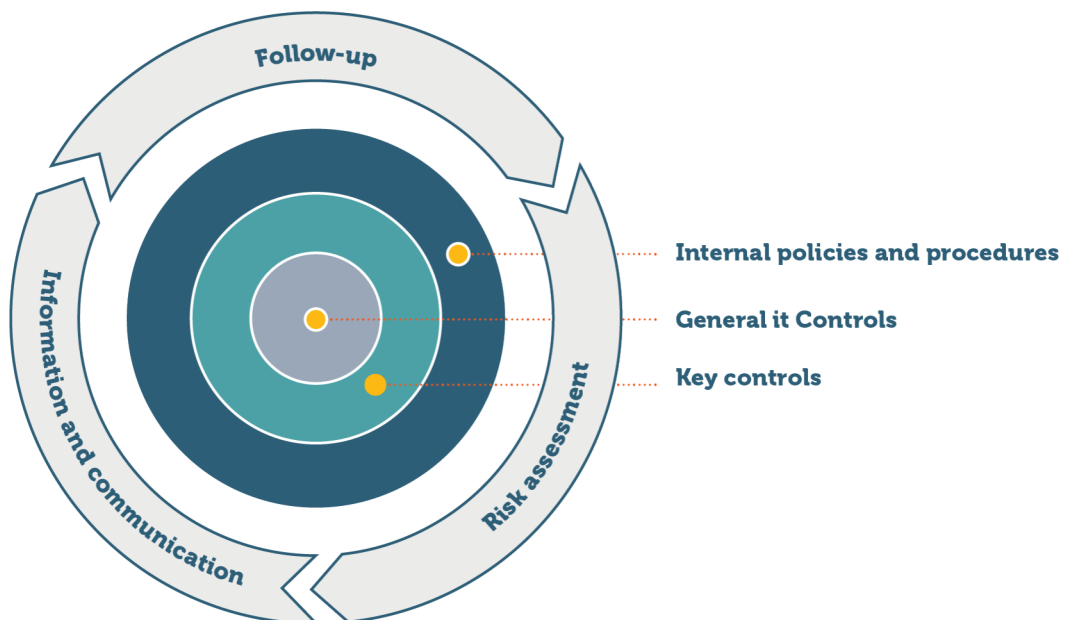 Follow-up
Internal policies and procedures
General it Controls
Key controls
Risk assessment
Information and communication